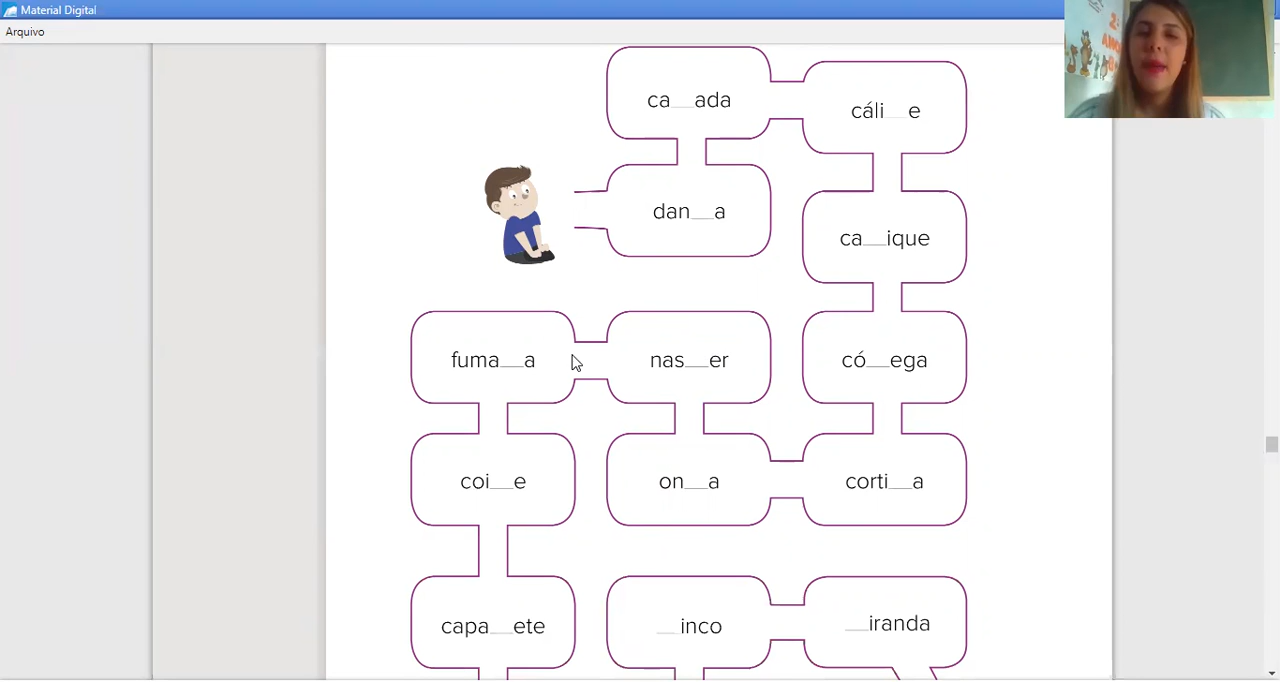 Material Digital
Arquivo
ca__ada
cáli__e
dan__a
ca__ique
fuma__a
nas__er
có__ega
coi__e
on__a
corti__a
capa__ete
__inco
__iranda